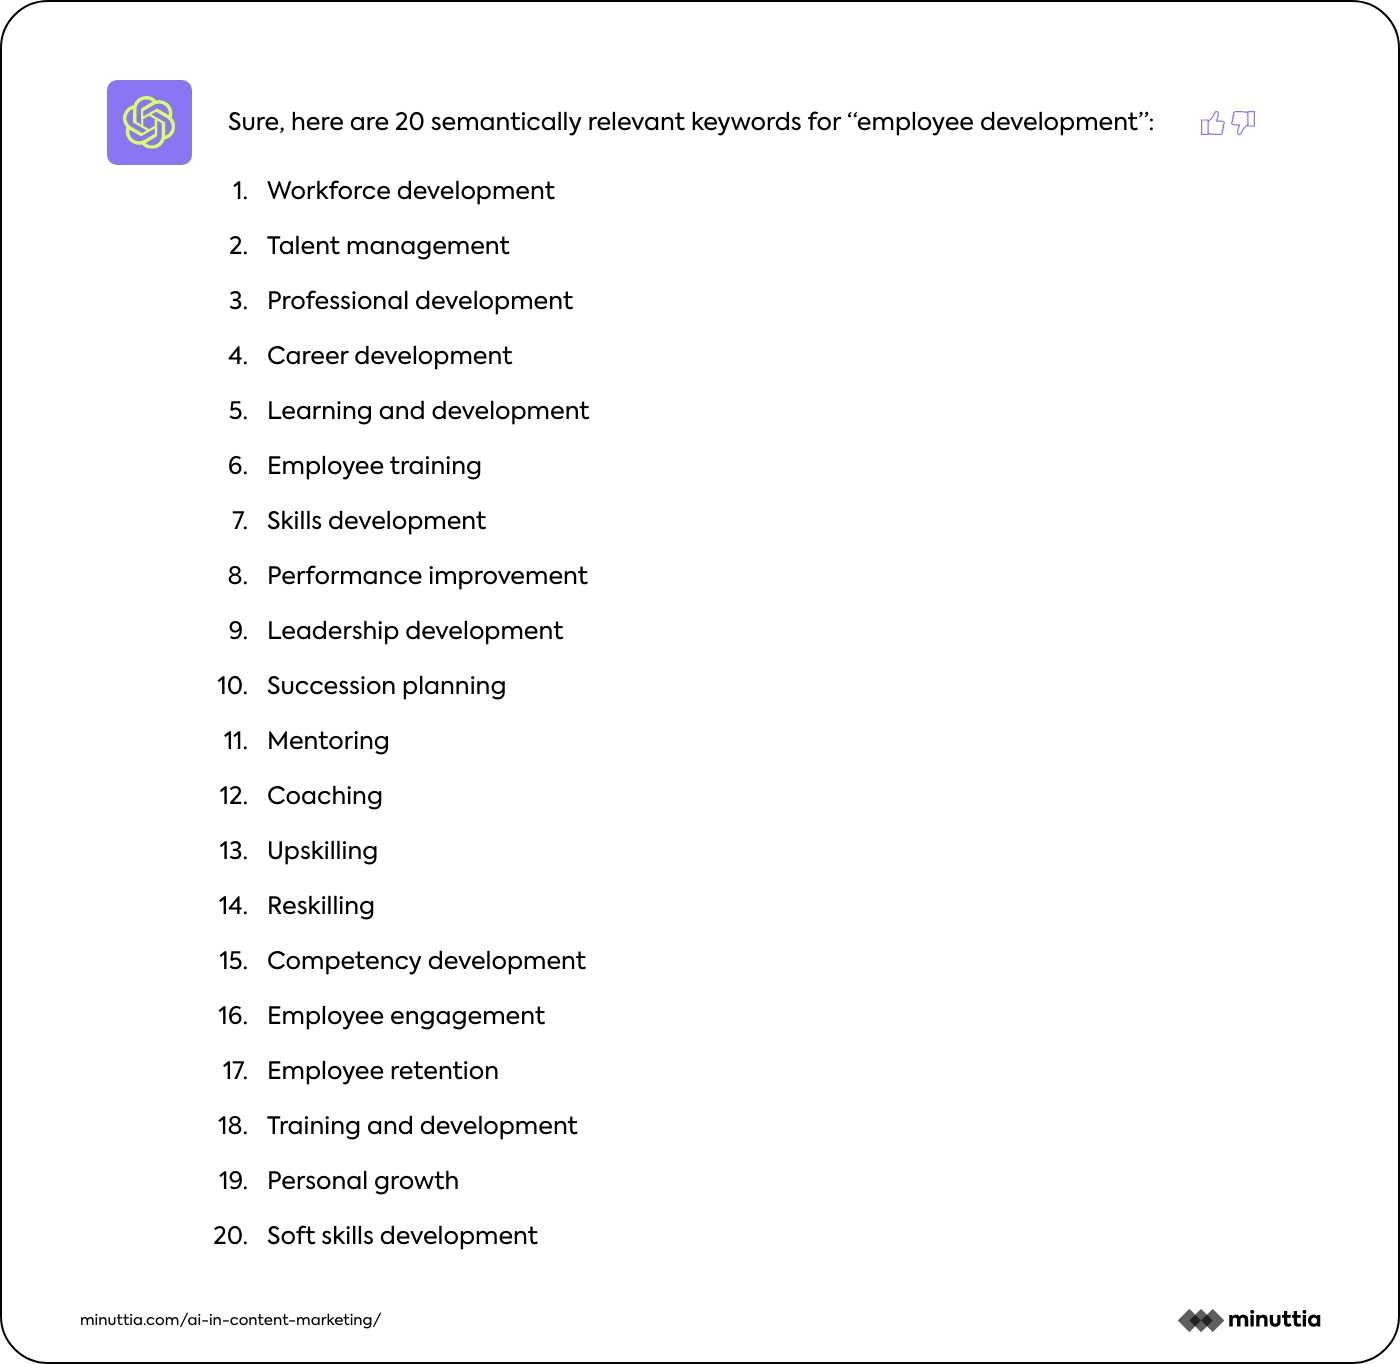 Sure, here are 20 semantically relevant keywords for “employee development”:
1. Workforce development
2. Talent management
3. Professional development
4. Career development
5. Learning and development
6. Employee training
7. Skills development
8. Performance improvement
9. Leadership development
10. Succession planning
11. Mentoring
12. Coaching
13. Upskilling
14. Reskilling
15. Competency development
16. Employee engagement
17. Employee retention
18. Training and development
19. Personal growth
20. Soft skills development
minuttia.com/ai-in-content-marketing/
minuttia